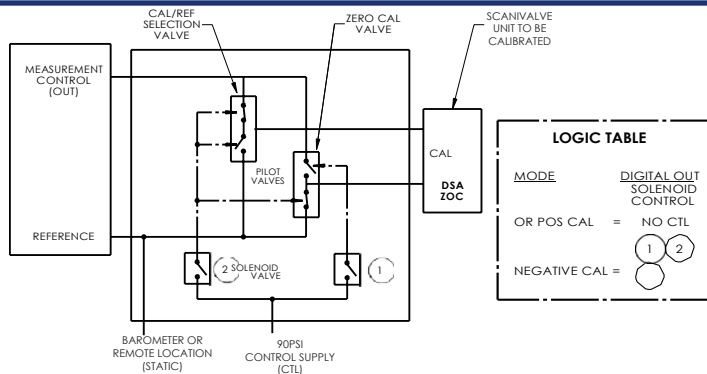 CAL/REF
SELECTION
VALVE
ZERO CAL
VALVE
SCANIVALVE
UNIT TO BE
CALIBRATED
MEASUREMENT
CONTROL
(OUT)
REFERENCE
PILOT
VALVES
CAL
DSA
ZOC
2 SOLENOID
VALVE
1
BAROMETER OR
REMOTE LOCATION
(STATIC)
90PSI
CONTROL SUPPLY
(CTL)
LOGIC TABLE
MODE DIGITAL OUT
SOLENOID
CONTROL
OR POS CAL = NO CTL
1 2
NEGATIVE CAL =